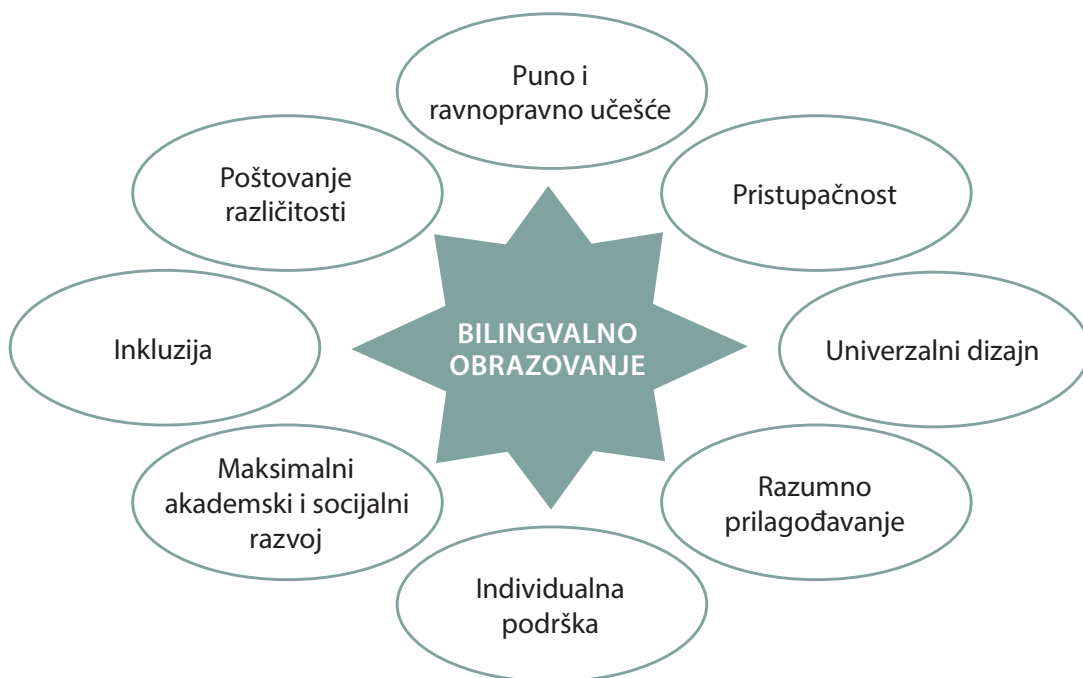 Puno i
ravnopravno učešće
Poštovanje
različitosti
Pristupačnost
Inkluzija
BILINGVALNO
OBRAZOVANJE
Univerzalni dizajn
Maksimalni
akademski i socijalni
razvoj
Razumno
prilagođavanje
Individualna
podrška